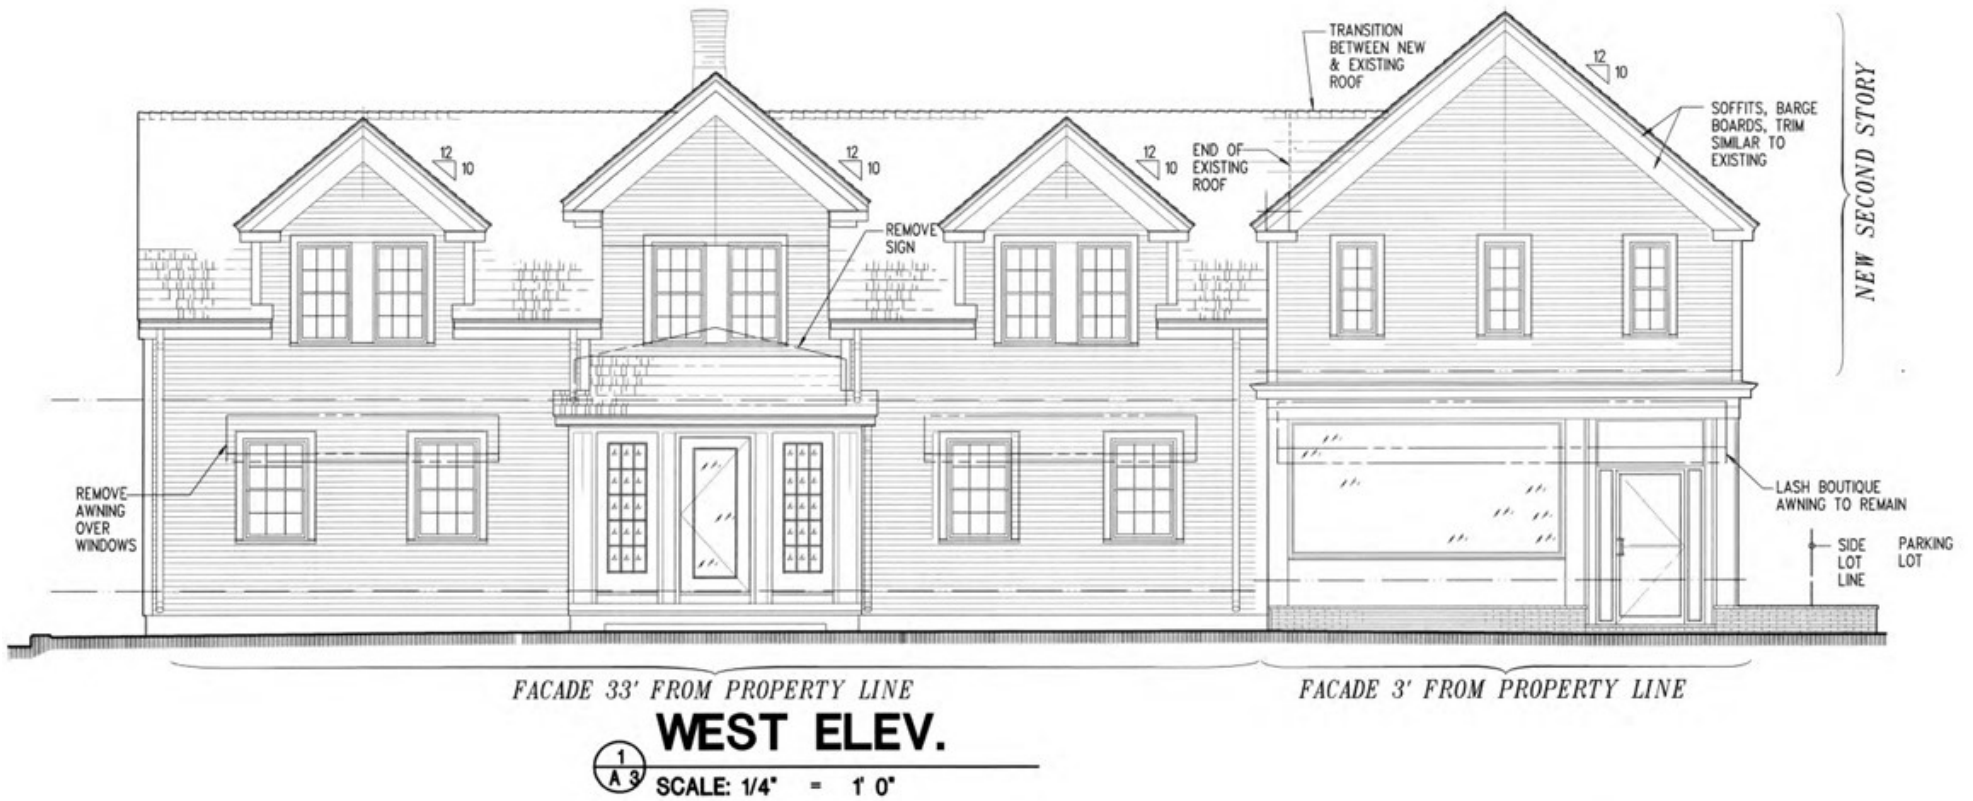 TRANSITION
BETWEEN NEW
& EXISTING
ROOF
12
10
SOFFITS, BARGE
BOARDS, TRIM
SIMILAR TO
EXISTING
NEW SECOND STORY
12
10
12
10
12
10
END OF
EXISTING
ROOF
REMOVE
SIGN
REMOVE
AWNING
OVER
WINDOWS
LASH BOUTIQUE
AWNING TO REMAIN
SIDE
LOT
LINE
PARKING
LOT
FACADE 33' FROM PROPERTY LINE
FACADE 3' FROM PROPERTY LINE
WEST ELEV.
1
A 3
SCALE: 1/4" = 1' 0"